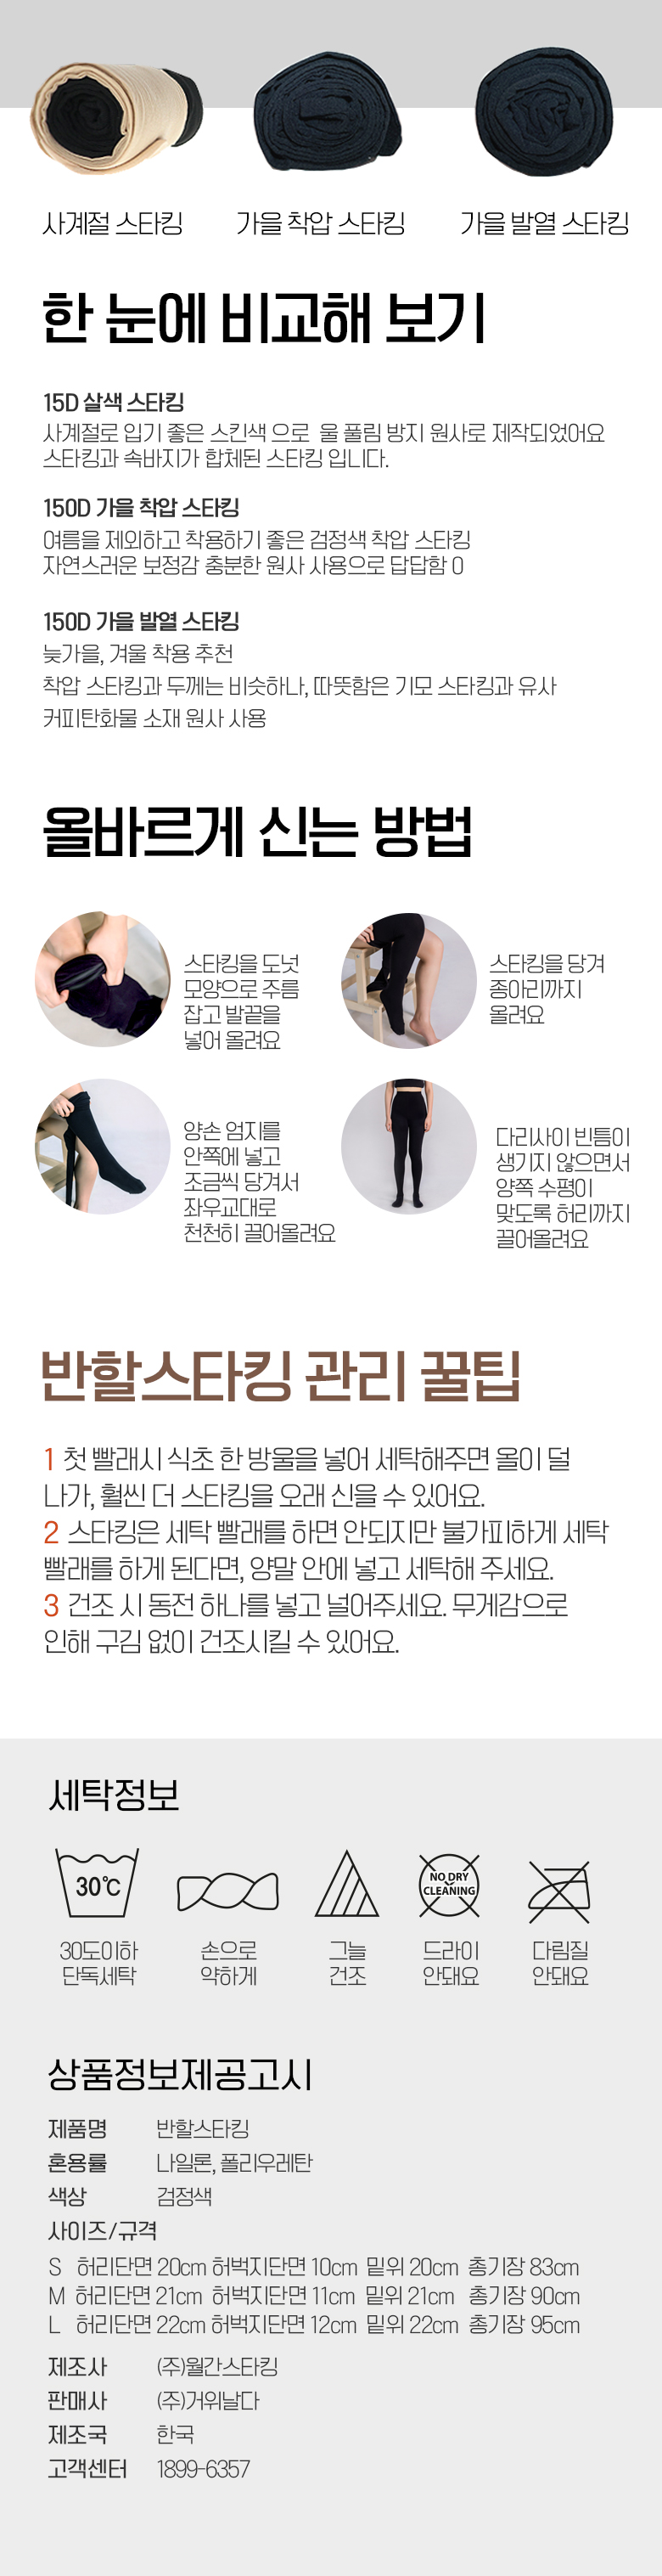 사계절 스타킹
가을 착압 스타킹
가을 발열 스타킹
한 눈에 비교해 보기
15D 살색 스타킹
사계절로 입기 좋은 스킨색 으로 울 풀림 방지 원사로 제작되었어요
스타킹과 속바지가 합체된 스타킹 입니다.
150D 가을 착압 스타킹
여름을 제외하고 착용하기 좋은 검정색 착압 스타킹
자연스러운 보정감 충분한 원사 사용으로 답답함 0
150D 가을 발열 스타킹
늦가을, 겨울 착용 추천
착압 스타킹과 두께는 비슷하나, 따뜻함은 기모 스타킹과 유사
커피탄화물 소재 원사 사용
올바르게 신는 방법
스타킹을 도넛
모양으로 주름
잡고 발끝을
넣어 올려요
스타킹을 당겨
종아리까지
올려요
양손 엄지를
안쪽에 넣고
조금씩 당겨서
좌우교대로
천천히 끌어올려요
다리사이 빈틈이
생기지 않으면서
양쪽 수평이
맞도록 허리까지
끌어올려요
반할스타킹 관리 꿀팁
1 첫 빨래시 식초 한 방울을 넣어 세탁해주면 올이 덜
나가, 훨씬 더 스타킹을 오래 신을 수 있어요.
2 스타킹은 세탁 빨래를 하면 안되지만 불가피하게 세탁
빨래를 하게 된다면, 양말 안에 넣고 세탁해 주세요.
3 건조 시 동전 하나를 넣고 널어주세요. 무게감으로
인해 구김 없이 건조시킬 수 있어요.
세탁정보
30℃
NO DRY
CLEANING
30도이하
단독세탁
손으로
약하게
그늘
건조
드라이
안돼요
다림질
안돼요
상품정보제공고시
제품명 반할스타킹
혼용률 나일론, 폴리우레탄
색상 검정색
사이즈/규격
S 허리단면 20cm 허벅지단면 10cm 밑위 20cm 총기장 83cm
M 허리단면 21cm 허벅지단면 11cm 밑위 21cm 총기장 90cm
L 허리단면 22cm 허벅지단면 12cm 밑위 22cm 총기장 95cm
제조사 (주)월간스타킹
판매사 (주)거위날다
제조국 한국
고객센터 1899-6357